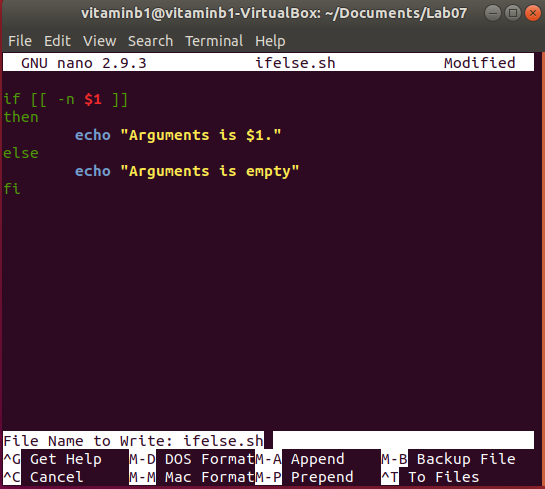 vitaminb1@vitaminb1-VirtualBox: ~/Documents/Lab07
File Edit View Search Terminal Help
GNU nano 2.9.3 ifelse.sh Modified
if [[ -n $1 ]]
then
echo "Arguments is $1."
else
echo "Arguments is empty"
fi
File Name to Write: ifelse.sh
^G Get Help M-D DOS Format M-A Append M-B Backup File
^C Cancel M-M Mac Format M-P Prepend ^T To Files